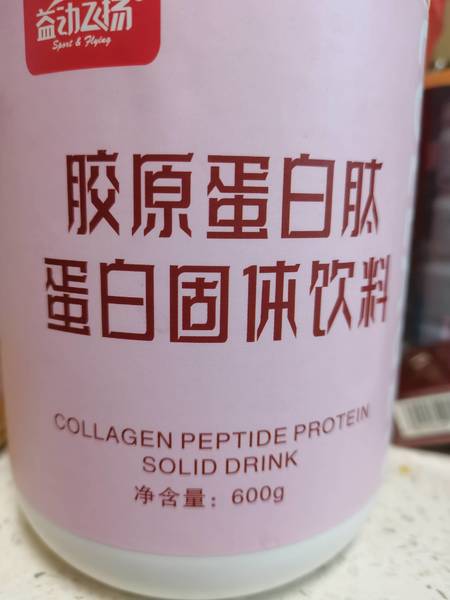 益动飞扬
Sport & Flying
胶原蛋白肽
蛋白固体饮料
COLLAGEN PEPTIDE PROTEIN
SOLID DRINK
净含量：600g